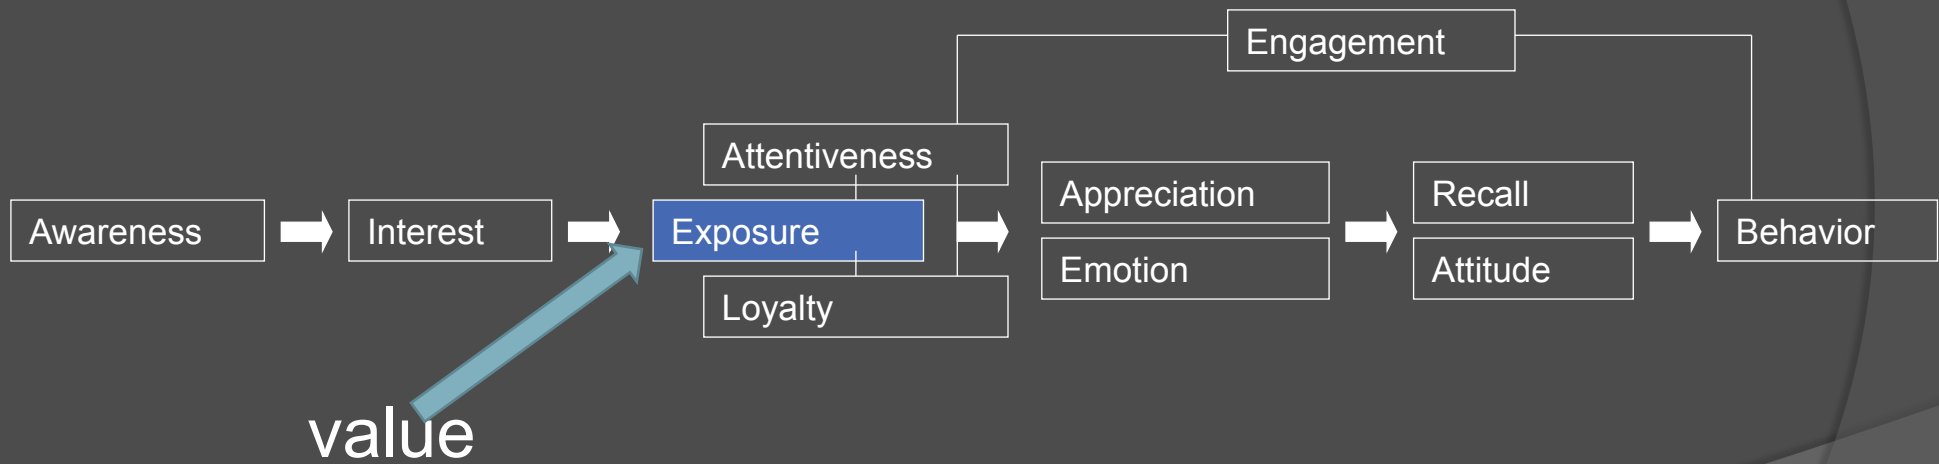 Engagement
Attentiveness
Awareness
Interest
Exposure
Loyalty
Appreciation
Emotion
Recall
Attitude
Behavior
value